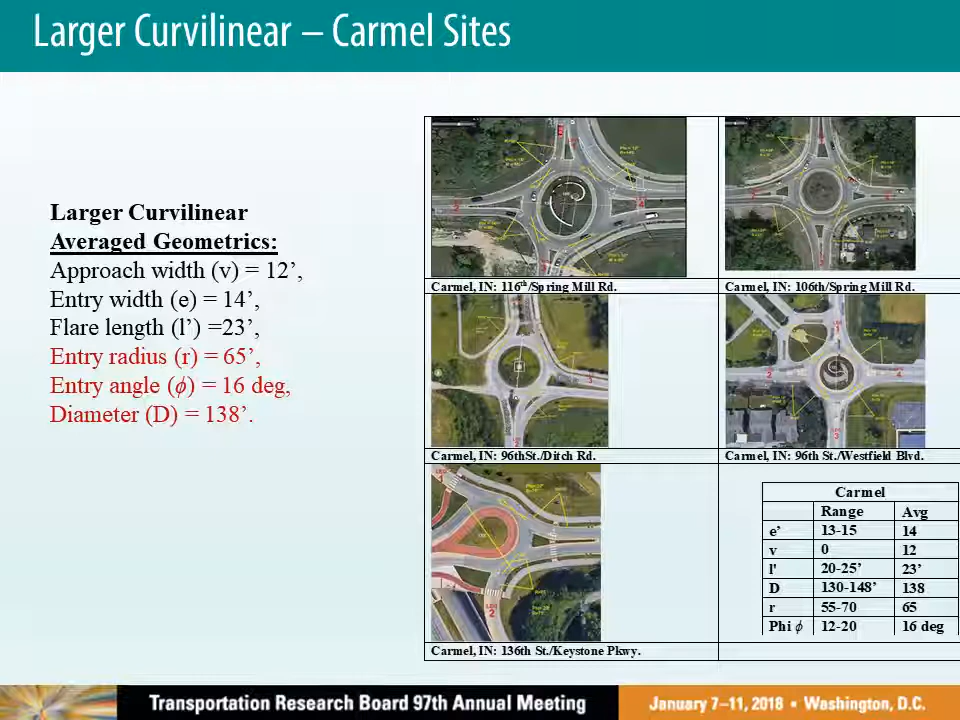 Larger Curvilinear – Carmel Sites
Larger Curvilinear
Averaged Geometrics:
Approach width (v) = 12’,
Entry width (e) = 14’,
Flare length (l’) =23’,
Entry radius (r) = 65’,
Entry angle (ϕ) = 16 deg,
Diameter (D) = 138’.
Carmel, IN: 116th/Spring Mill Rd.
Carmel, IN: 106th/Spring Mill Rd.
Carmel, IN: 96thSt./Ditch Rd.
Carmel, IN: 96th St./Westfield Blvd.
Carmel, IN: 136th St./Keystone Pkwy.
Carmel
Range Avg
e’ 13-15 14
v 0 12
l' 20-25’ 23’
D 130-148’ 138
r 55-70 65
Phi ϕ 12-20 16 deg
Transportation Research Board 97th Annual Meeting
January 7–11, 2018 • Washington, D.C.